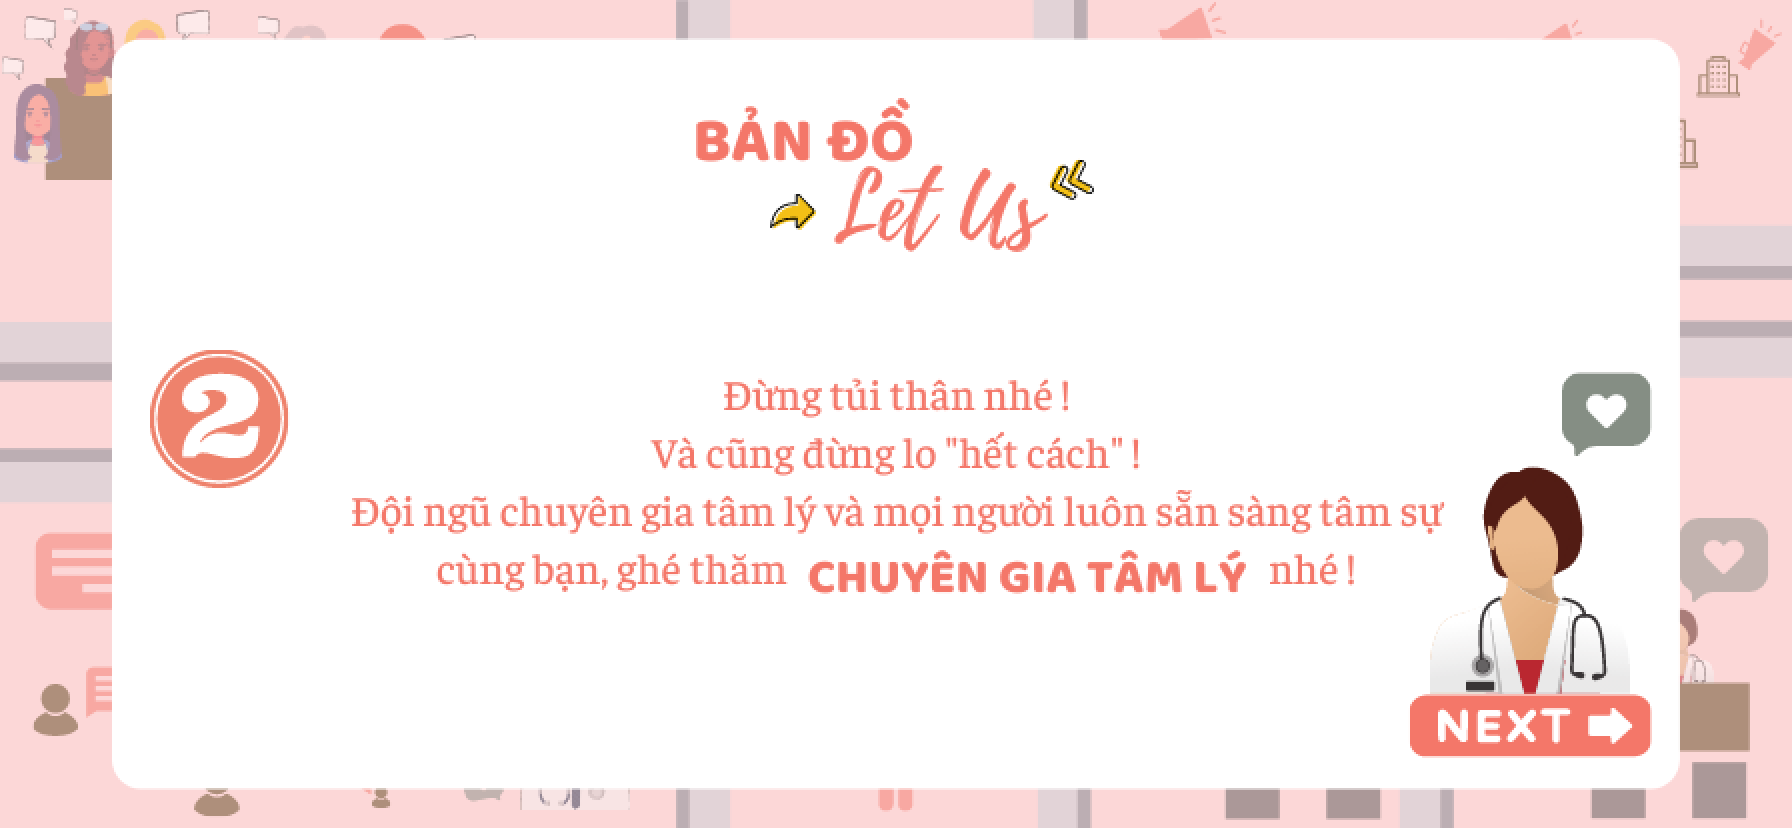 BẢN ĐỒ
Let Us
2
Đừng tủi thân nhé !
Và cũng đừng lo "hết cách" !
Đội ngũ chuyên gia tâm lý và mọi người luôn sẵn sàng tâm sự
cùng bạn, ghé thăm CHUYÊN GIA TÂM LÝ nhé !
NEXT